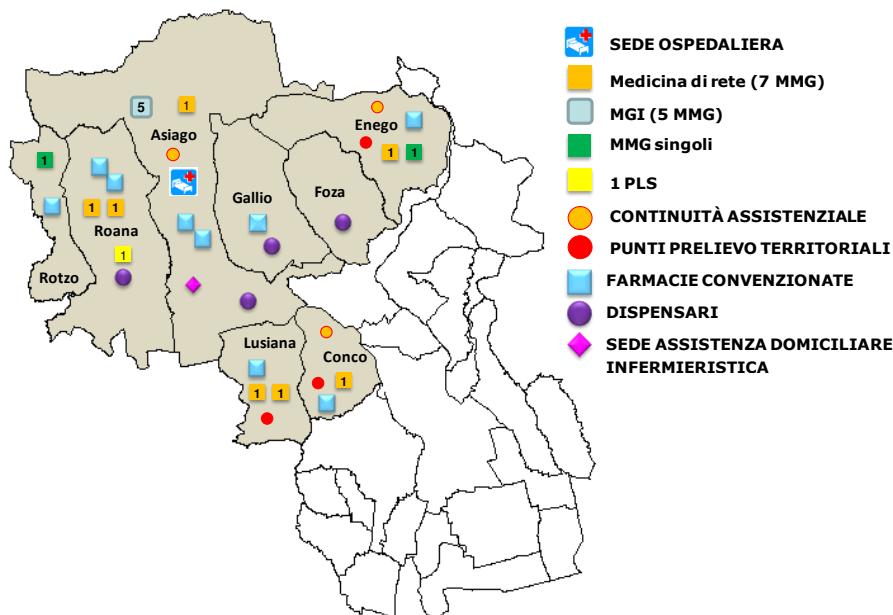 SEDE OSPEDALIERA
Medicina di rete (7 MMG)
MGI (5 MMG)
MMG singoli
1 PLS
CONTINUITÀ ASSISTENZIALE
PUNTI PRELIEVO TERRITORIALI
FARMACIE CONVENZIONATE
DISPENSARI
SEDE ASSISTENZA DOMICILIARE
INFERMIERISTICA
5
1
Asiago
Enego
1
1
1
Gallio
Foza
1
1
Roana
1
Rotzo
Lusiana
Conco
1
1
1